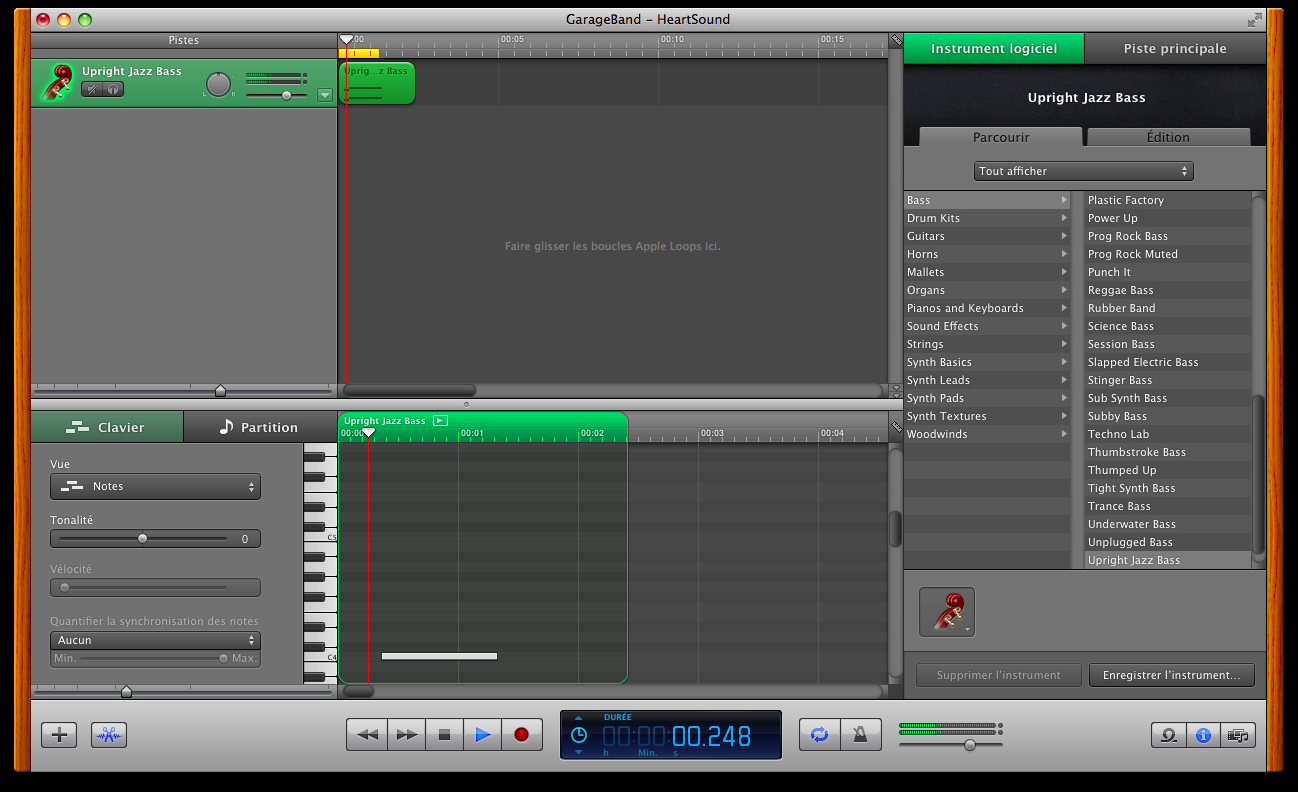 GarageBand – HeartSound
Pistes
:00
00:05
00:10
00:15
Instrument logiciel
Piste principale
Upright Jazz Bass
L
R
Uprig...z Bass
Upright Jazz Bass
Parcourir
Édition
Tout afficher
Faire glisser les boucles Apple Loops ici.
Bass
Drum Kits
Guitars
Horns
Mallets
Organs
Pianos and Keyboards
Sound Effects
Strings
Synth Basics
Synth Leads
Synth Pads
Synth Textures
Woodwinds
Plastic Factory
Power Up
Prog Rock Bass
Prog Rock Muted
Punch It
Reggae Bass
Rubber Band
Science Bass
Session Bass
Slapped Electric Bass
Stinger Bass
Sub Synth Bass
Subby Bass
Techno Lab
Thumbstroke Bass
Thumped Up
Tight Synth Bass
Trance Bass
Underwater Bass
Unplugged Bass
Upright Jazz Bass
Clavier
Partition
Upright Jazz Bass
00:00
00:01
00:02
00:03
00:04
Vue
Notes
Tonalité
0
Vélocité
Quantifier la synchronisation des notes
Aucun
Min.
Max.
C5
C4
Supprimer l'instrument
Enregistrer l'instrument...
DURÉE
00:00:00.248
h
Min.
s